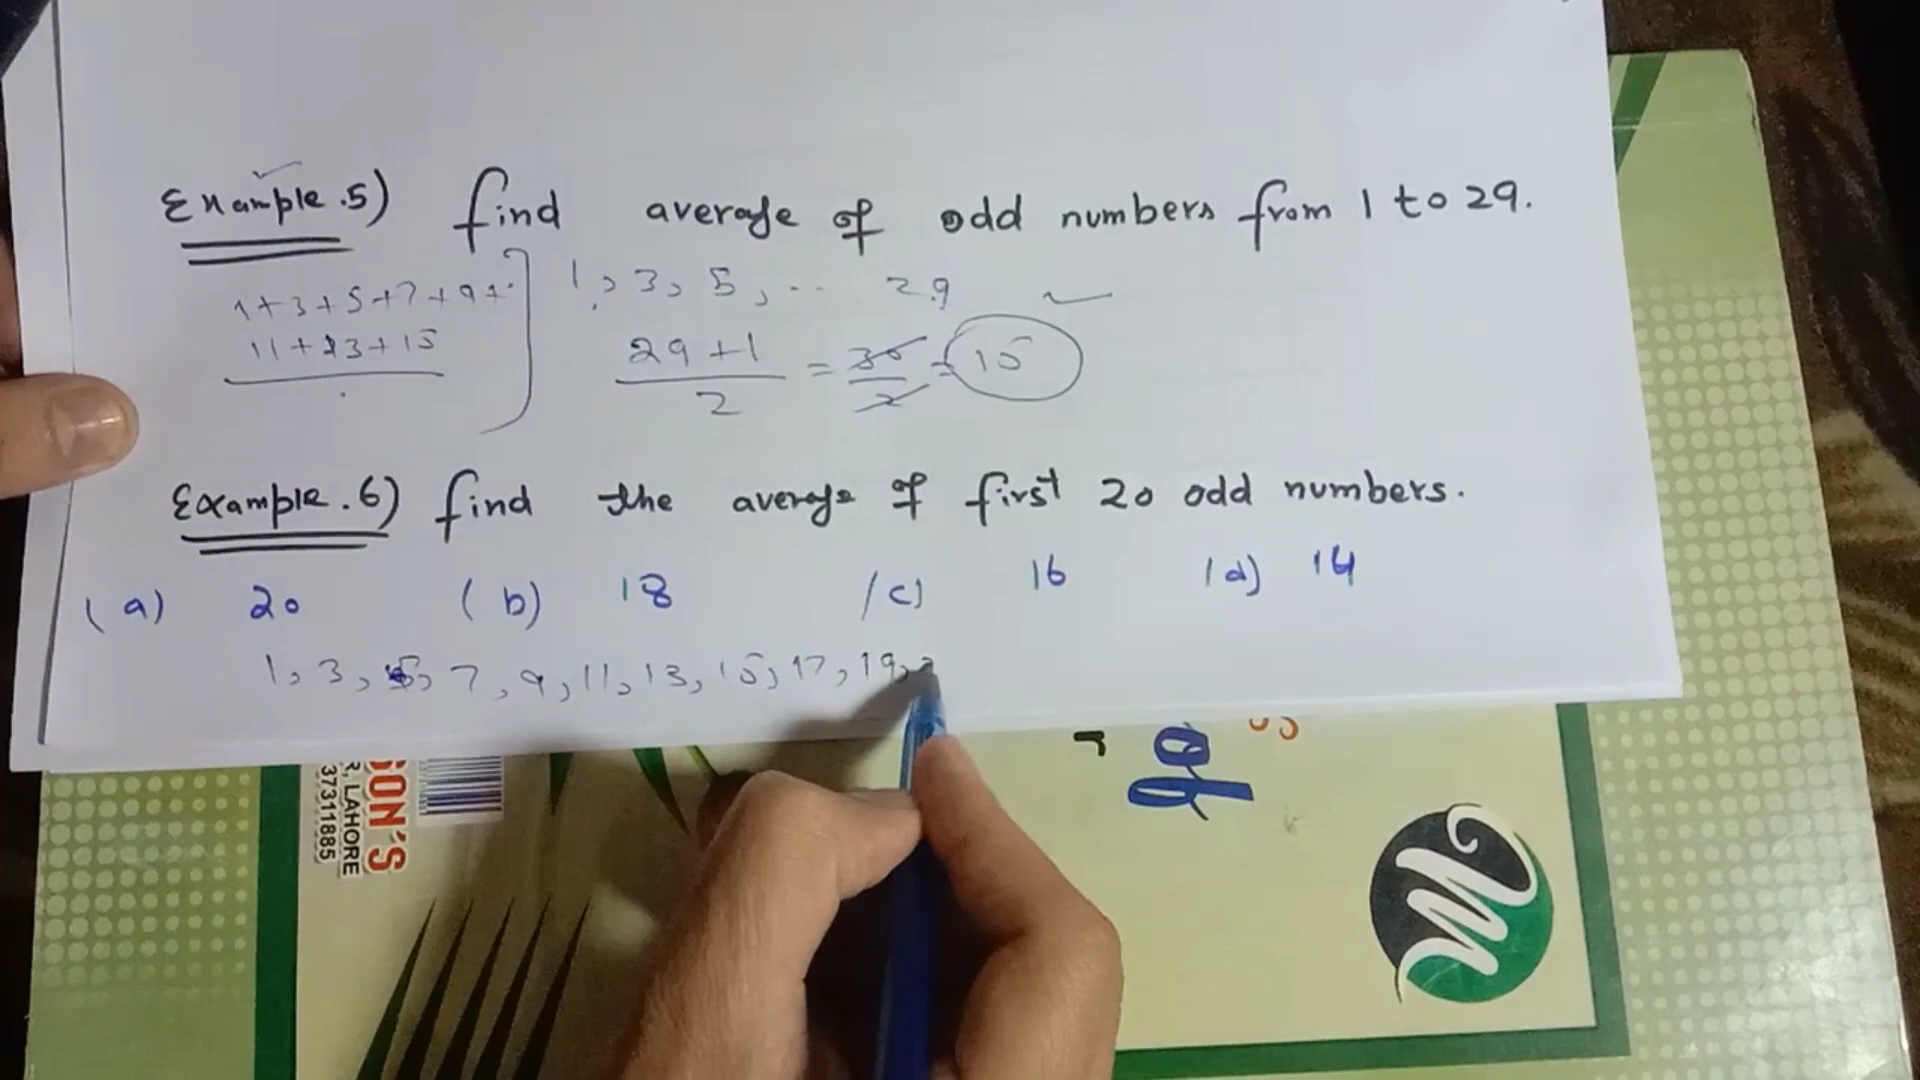 Example.5) find average of odd numbers from 1 to 29.
1+3+5+7+9+
11+13+15
1, 3, 5, .. 29
29+1
2
= 30
2
= 15
Example.6) find the average of first 20 odd numbers.
(a) 20 (b) 18 (c) 16 (d) 14
1, 3, 5, 7, 9, 11, 13, 15, 17, 19,
of
r
SON'S
R, LAHORE
37311885